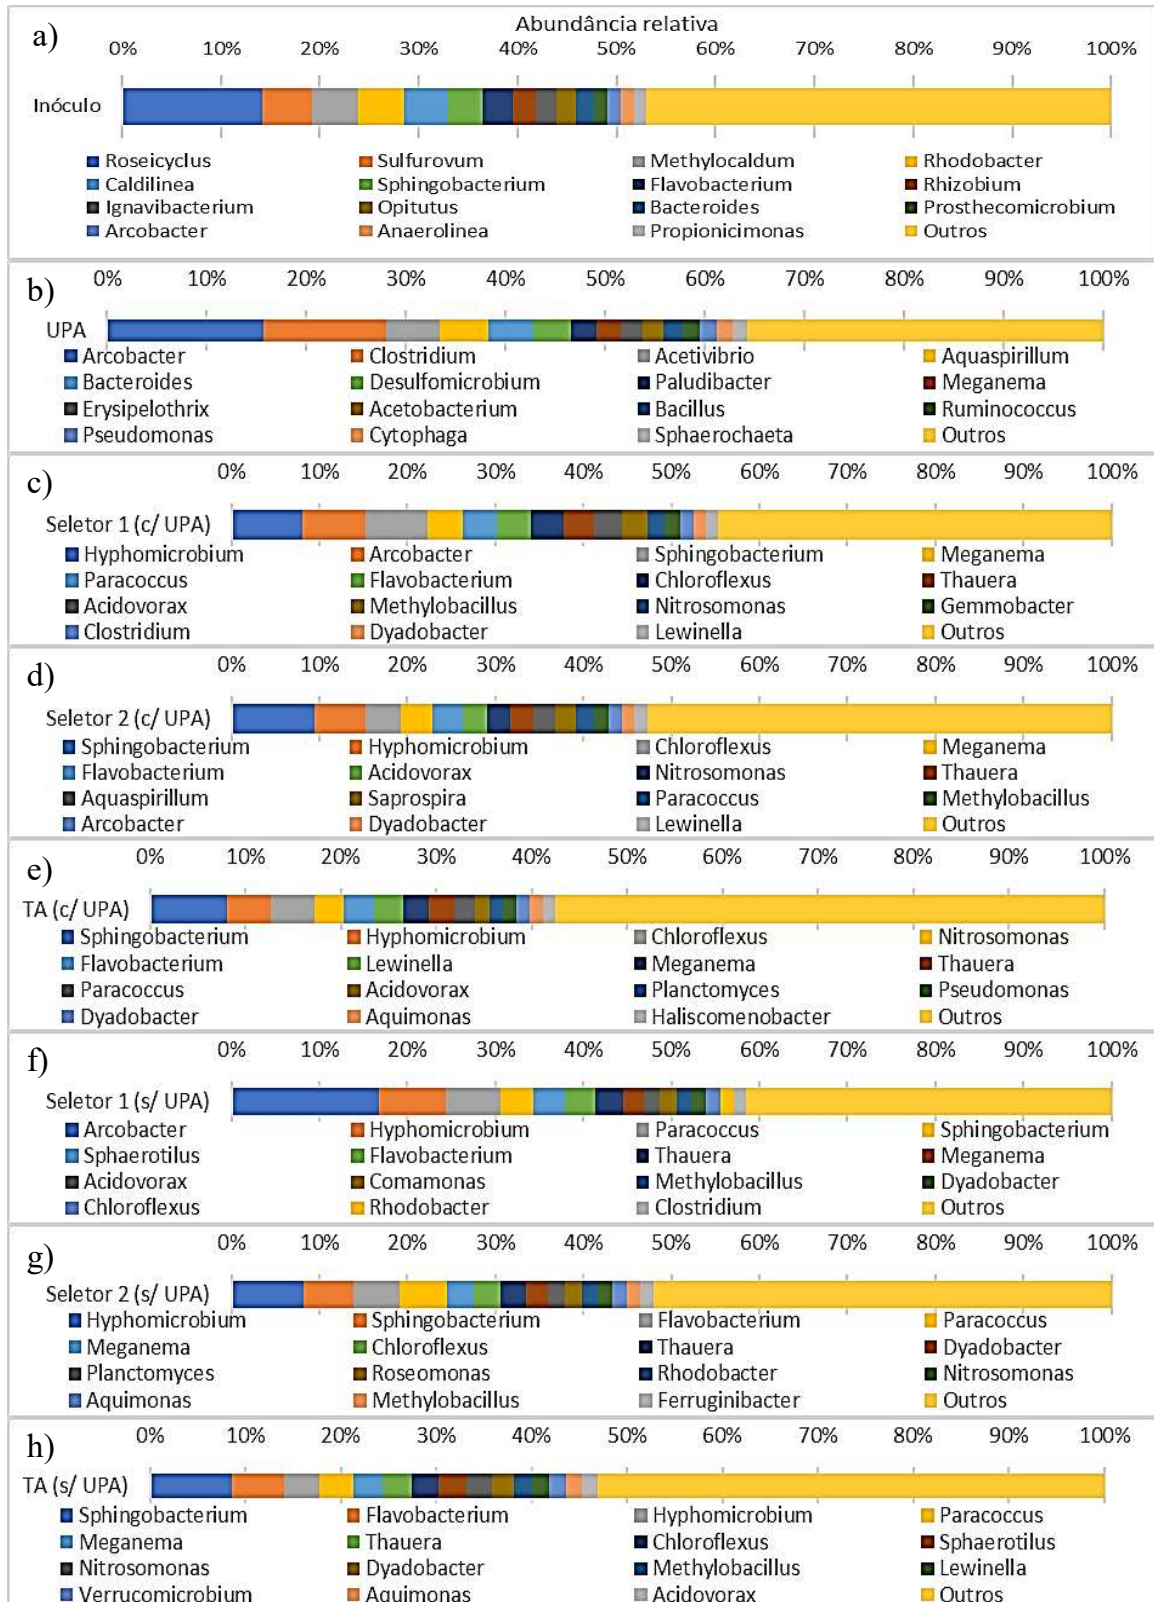 Abundância relativa
a)
0% 10% 20% 30% 40% 50% 60% 70% 80% 90% 100%
Inóculo
Roseicyclus Sulfurovum Methylocaldum Rhodobacter
Caldilinea Sphingobacterium Flavobacterium Rhizobium
Ignavibacterium Opitutus Bacteroides Prosthecomicrobium
Arcobacter Anaerolinea Propionicimonas Outros
b)
0% 10% 20% 30% 40% 50% 60% 70% 80% 90% 100%
UPA
Arcobacter Clostridium Acetivibrio Aquaspirillum
Bacteroides Desulfomicrobium Paludibacter Meganema
Erysipelothrix Acetobacterium Bacillus Ruminococcus
Pseudomonas Cytophaga Sphaerochaeta Outros
c)
0% 10% 20% 30% 40% 50% 60% 70% 80% 90% 100%
Seletor 1 (c/ UPA)
Hyphomicrobium Arcobacter Sphingobacterium Meganema
Paracoccus Flavobacterium Chloroflexus Thauera
Acidovorax Methylobacillus Nitrosomonas Gemmobacter
Clostridium Dyadobacter Lewinella Outros
d)
0% 10% 20% 30% 40% 50% 60% 70% 80% 90% 100%
Seletor 2 (c/ UPA)
Sphingobacterium Hyphomicrobium Chloroflexus Meganema
Flavobacterium Acidovorax Nitrosomonas Thauera
Aquaspirillum Saprospira Paracoccus Methylobacillus
Arcobacter Dyadobacter Lewinella Outros
e)
0% 10% 20% 30% 40% 50% 60% 70% 80% 90% 100%
TA (c/ UPA)
Sphingobacterium Hyphomicrobium Chloroflexus Nitrosomonas
Flavobacterium Lewinella Meganema Thauera
Paracoccus Acidovorax Planctomyces Pseudomonas
Dyadobacter Aquimonas Haliscomenobacter Outros
f)
0% 10% 20% 30% 40% 50% 60% 70% 80% 90% 100%
Seletor 1 (s/ UPA)
Arcobacter Hyphomicrobium Paracoccus Sphingobacterium
Sphaerotilus Flavobacterium Thauera Meganema
Acidovorax Comamonas Methylobacillus Dyadobacter
Chloroflexus Rhodobacter Clostridium Outros
g)
0% 10% 20% 30% 40% 50% 60% 70% 80% 90% 100%
Seletor 2 (s/ UPA)
Hyphomicrobium Sphingobacterium Flavobacterium Paracoccus
Meganema Chloroflexus Thauera Dyadobacter
Planctomyces Roseomonas Rhodobacter Nitrosomonas
Aquimonas Methylobacillus Ferruginibacter Outros
h)
0% 10% 20% 30% 40% 50% 60% 70% 80% 90% 100%
TA (s/ UPA)
Sphingobacterium Flavobacterium Hyphomicrobium Paracoccus
Meganema Thauera Chloroflexus Sphaerotilus
Nitrosomonas Dyadobacter Methylobacillus Lewinella
Verrucomicrobium Aquimonas Acidovorax Outros